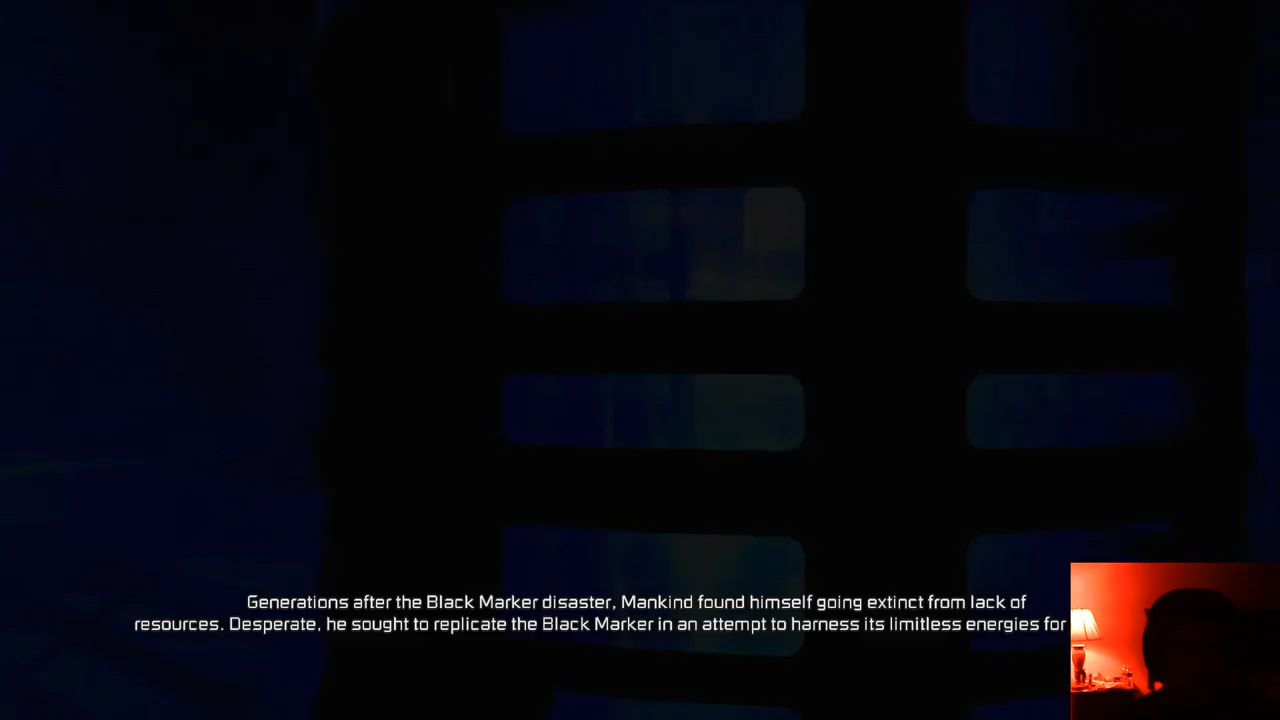 Generations after the Black Marker disaster, Mankind found himself going extinct from lack of
resources. Desperate, he sought to replicate the Black Marker in an attempt to harness its limitless energies for